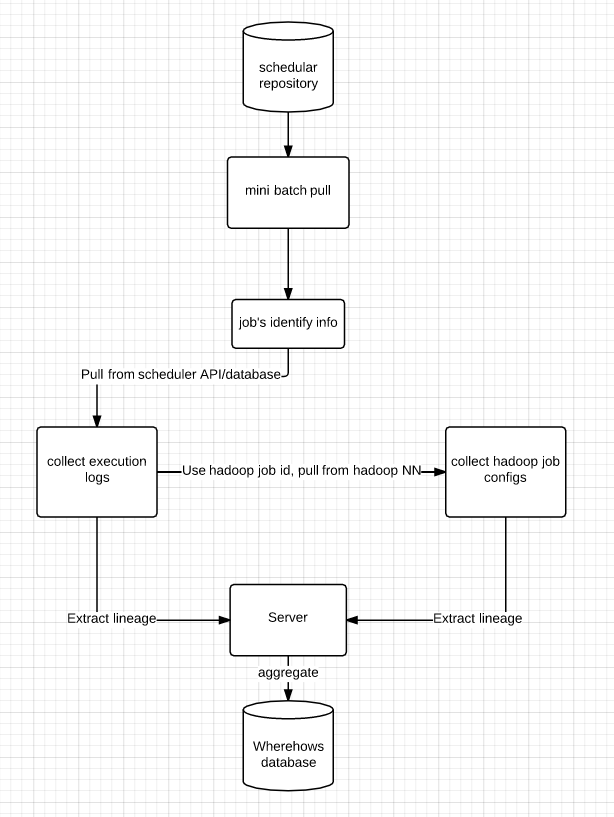 schedular
repository
mini batch pull
job's identify info
Pull from scheduler API/database
collect execution
logs
Use hadoop job id, pull from hadoop NN
collect hadoop job
configs
Extract lineage
Server
Extract lineage
aggregate
Wherehows
database